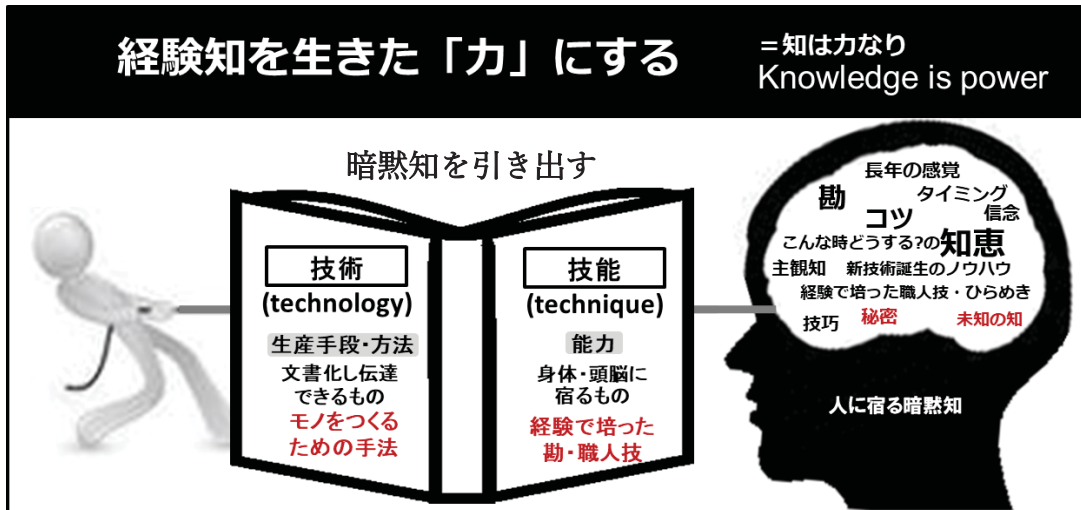 経験知を生きた「力」にする
＝知は力なり
Knowledge is power
暗黙知を引き出す
技術
(technology)
生産手段・方法
文書化し伝達
できるもの
モノをつくる
ための手法
技能
(technique)
能力
身体・頭脳に
宿るもの
経験で培った
勘・職人技
長年の感覚
勘
タイミング
コツ
信念
こんな時どうする?の知恵
主観知
新技術誕生のノウハウ
経験で培った職人技・ひらめき
技巧
秘密
未知の知
人に宿る暗黙知